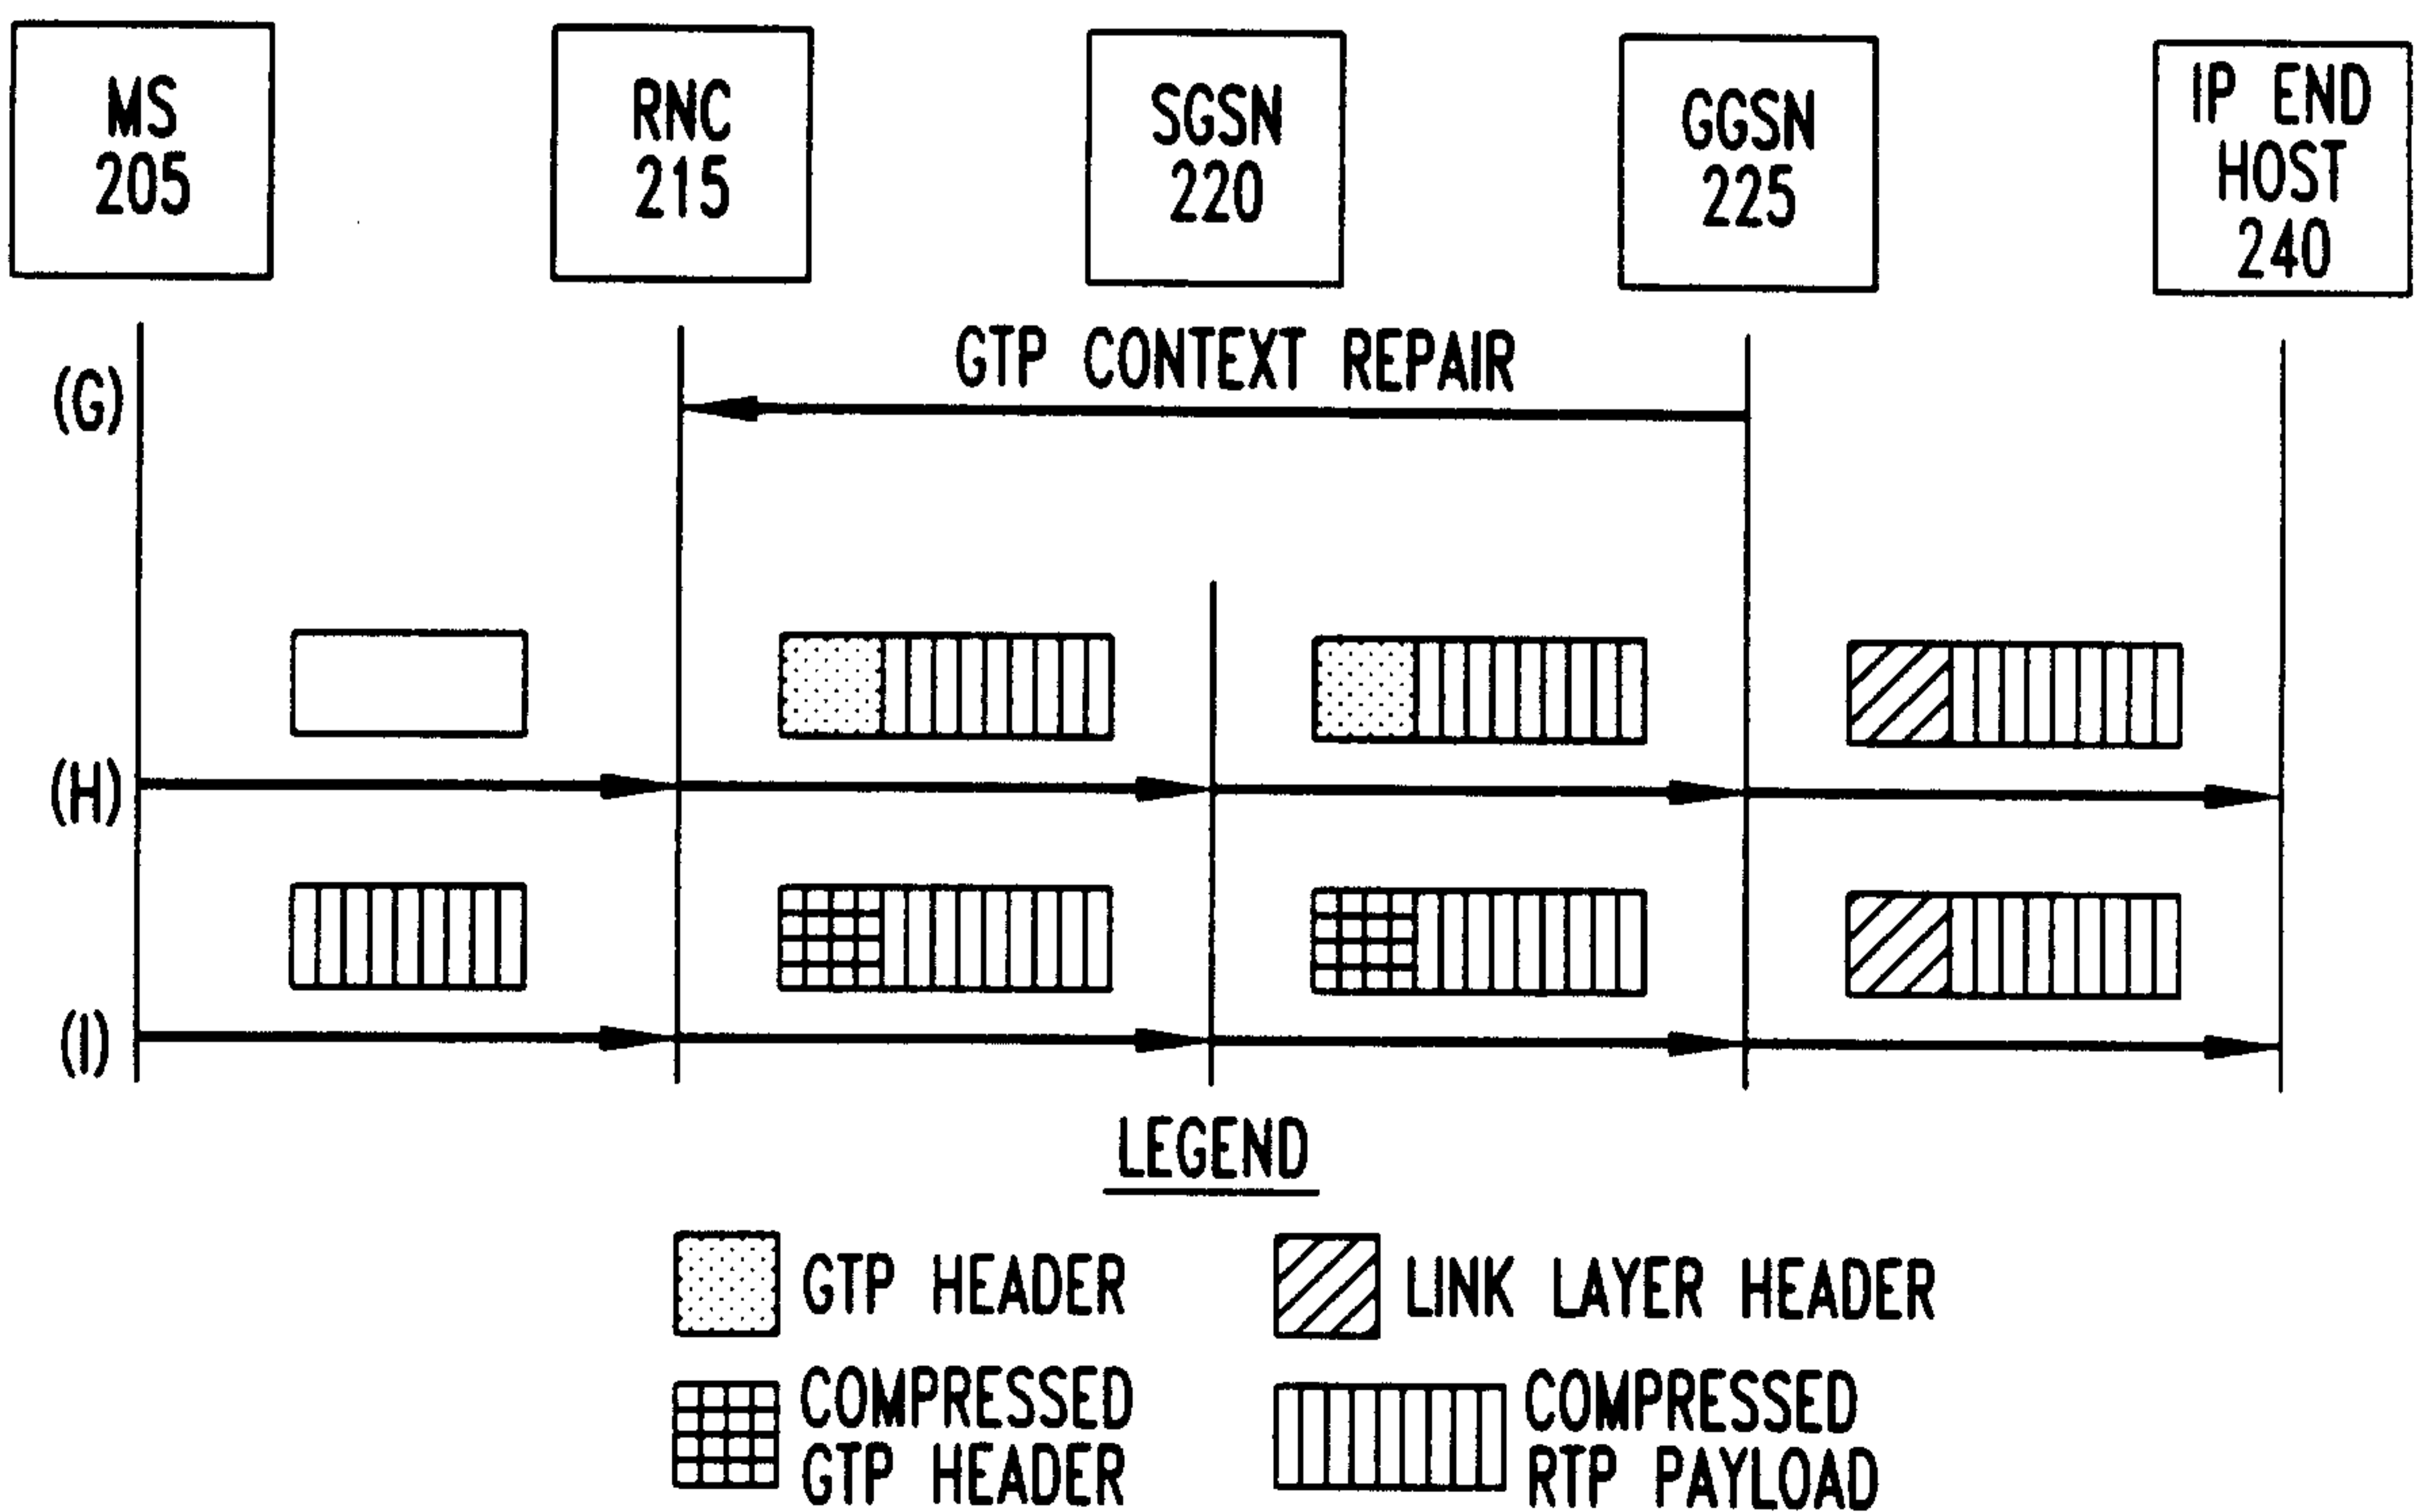 MS
205
RNC
215
SGSN
220
GGSN
225
IP END
HOST
240
GTP CONTEXT REPAIR
(G)
(H)
(I)
LEGEND
GTP HEADER
LINK LAYER HEADER
COMPRESSED
GTP HEADER
COMPRESSED
RTP PAYLOAD